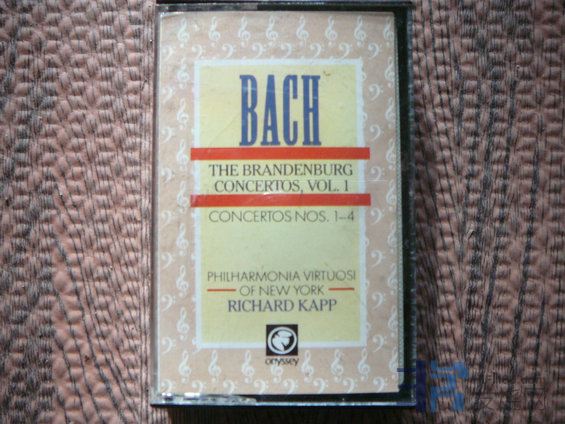 BACH
THE BRANDENBURG
CONCERTOS, VOL. 1
CONCERTOS NOS. 1–4
PHILHARMONIA VIRTUOSI
OF NEW YORK
RICHARD KAPP
odyssey